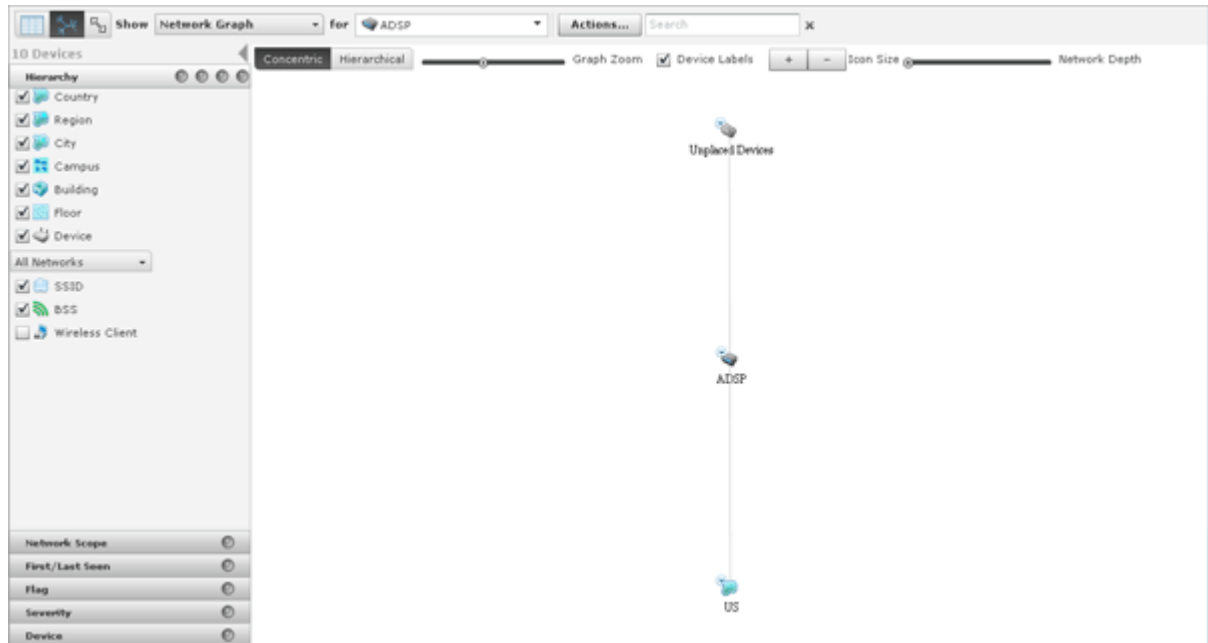 Show Network Graph for ADSP Actions... Search x
10 Devices
Concentric Hierarchical Graph Zoom Device Labels + - Icon Size Network Depth
Hierarchy
Country
Region
City
Campus
Building
Floor
Device
All Networks
SSID
BSS
Wireless Client
Unplaced Devices
ADSP
US
Network Scope
First/Last Seen
Flag
Severity
Device